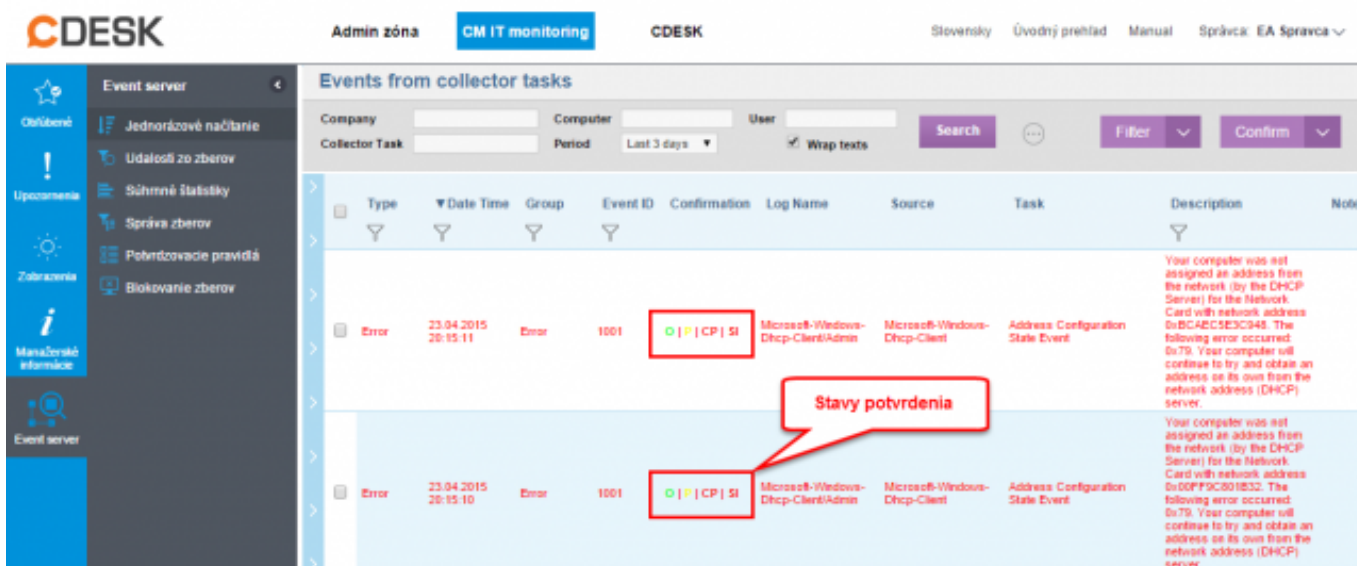 CDESK
Admin zóna CM IT monitoring CDESK Slovensky Úvodný prehľad Manual Správca: EA Spravca
Obľúbené
Upozornenia
Zobrazenia
Manažerské
informácie
Event server
Event server
Jednorázové načítanie
Udalosti zo zberov
Súhrnné štatistiky
Správa zberov
Potvrdzovacie pravidlá
Blokovanie zberov
Events from collector tasks
Company Computer User Search Filter Confirm
Collector Task Period Last 3 days Wrap texts
Type Date Time Group Event ID Confirmation Log Name Source Task Description Note
Error
23.04.2015
20:15:11
Error
1001
O | P | CP | SI
Microsoft-Windows-
Dhcp-Client/Admin
Microsoft-Windows-
Dhcp-Client
Address Configuration
State Event
Your computer was not
assigned an address from
the network (by the DHCP
Server) for the Network
Card with network address
0xBCAEC5E3C948. The
following error occurred:
0x79. Your computer will
continue to try and obtain an
address on its own from the
network address (DHCP)
server.
Stavy potvrdenia
Error
23.04.2015
20:15:10
Error
1001
O | P | CP | SI
Microsoft-Windows-
Dhcp-Client/Admin
Microsoft-Windows-
Dhcp-Client
Address Configuration
State Event
Your computer was not
assigned an address from
the network (by the DHCP
Server) for the Network
Card with network address
0x00FF9C801B32. The
following error occurred:
0x79. Your computer will
continue to try and obtain an
address on its own from the
network address (DHCP)
server.